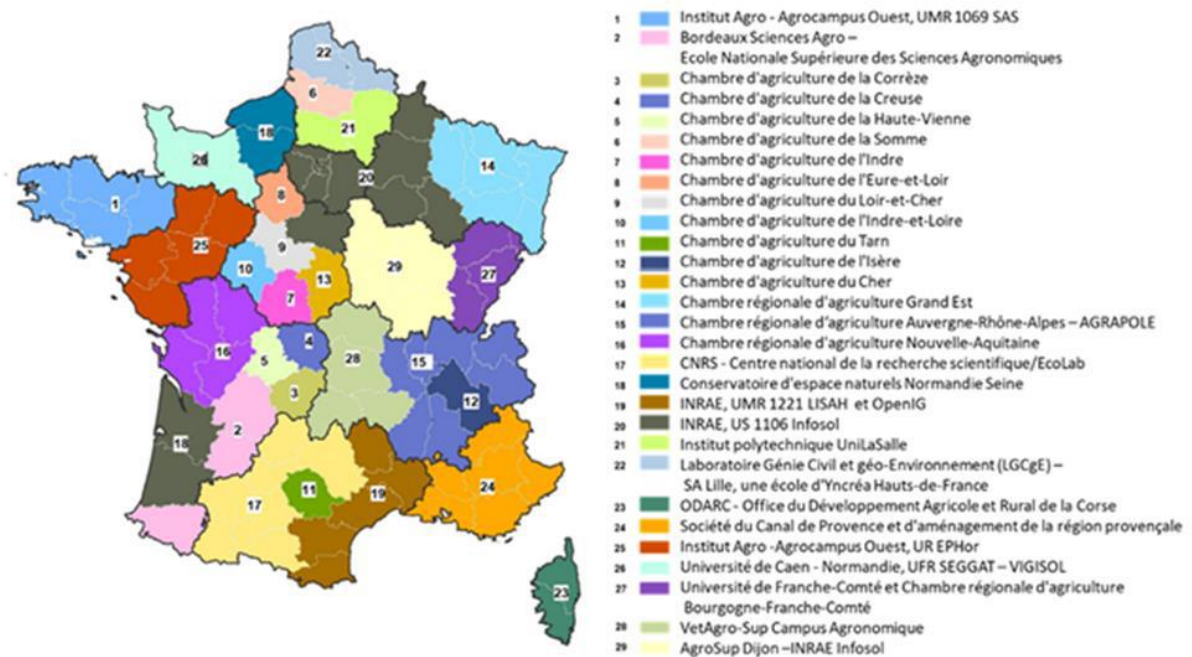 22
6
18
21
26
14
20
8
1
25
9
29
27
10
13
7
16
4
5
28
15
3
12
2
18
11
19
24
17
23
1 Institut Agro - Agrocampus Ouest, UMR 1069 SAS
2 Bordeaux Sciences Agro –
Ecole Nationale Supérieure des Sciences Agronomiques
3 Chambre d'agriculture de la Corrèze
4 Chambre d'agriculture de la Creuse
5 Chambre d'agriculture de la Haute-Vienne
6 Chambre d'agriculture de la Somme
7 Chambre d'agriculture de l'Indre
8 Chambre d'agriculture de l'Eure-et-Loir
9 Chambre d'agriculture du Loir-et-Cher
10 Chambre d'agriculture de l'Indre-et-Loire
11 Chambre d'agriculture du Tarn
12 Chambre d'agriculture de l'Isère
13 Chambre d'agriculture du Cher
14 Chambre régionale d'agriculture Grand Est
15 Chambre régionale d'agriculture Auvergne-Rhône-Alpes – AGRAPOLE
16 Chambre régionale d'agriculture Nouvelle-Aquitaine
17 CNRS - Centre national de la recherche scientifique/EcoLab
18 Conservatoire d'espace naturels Normandie Seine
19 INRAE, UMR 1221 LISAH et OpenIG
20 INRAE, US 1106 Infosol
21 Institut polytechnique UniLaSalle
22 Laboratoire Génie Civil et géo-Environnement (LGCgE) –
SA Lille, une école d'Yncréa Hauts-de-France
23 ODARC - Office du Développement Agricole et Rural de la Corse
24 Société du Canal de Provence et d'aménagement de la région provençale
25 Institut Agro -Agrocampus Ouest, UR EPHor
26 Université de Caen - Normandie, UFR SEGGAT – VIGISOL
27 Université de Franche-Comté et Chambre régionale d'agriculture
Bourgogne-Franche-Comté
28 VetAgro-Sup Campus Agronomique
29 AgroSup Dijon –INRAE Infosol